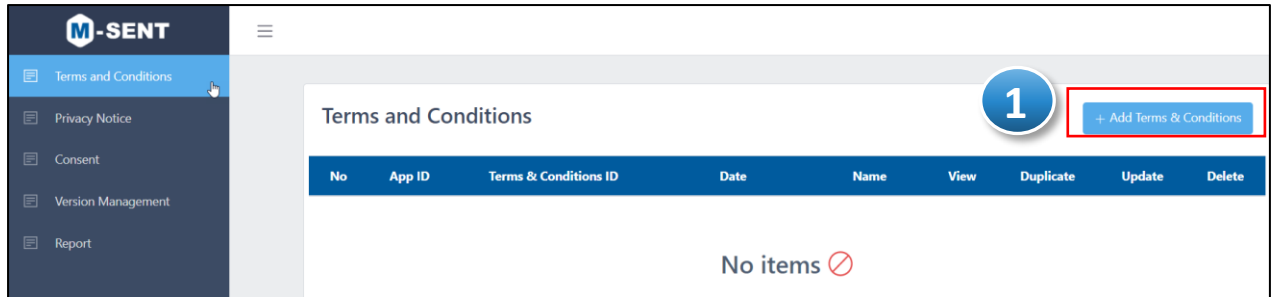 M-SENT
Terms and Conditions
Privacy Notice
Consent
Version Management
Report
Terms and Conditions
1
+ Add Terms & Conditions
No App ID Terms & Conditions ID Date Name View Duplicate Update Delete
No items